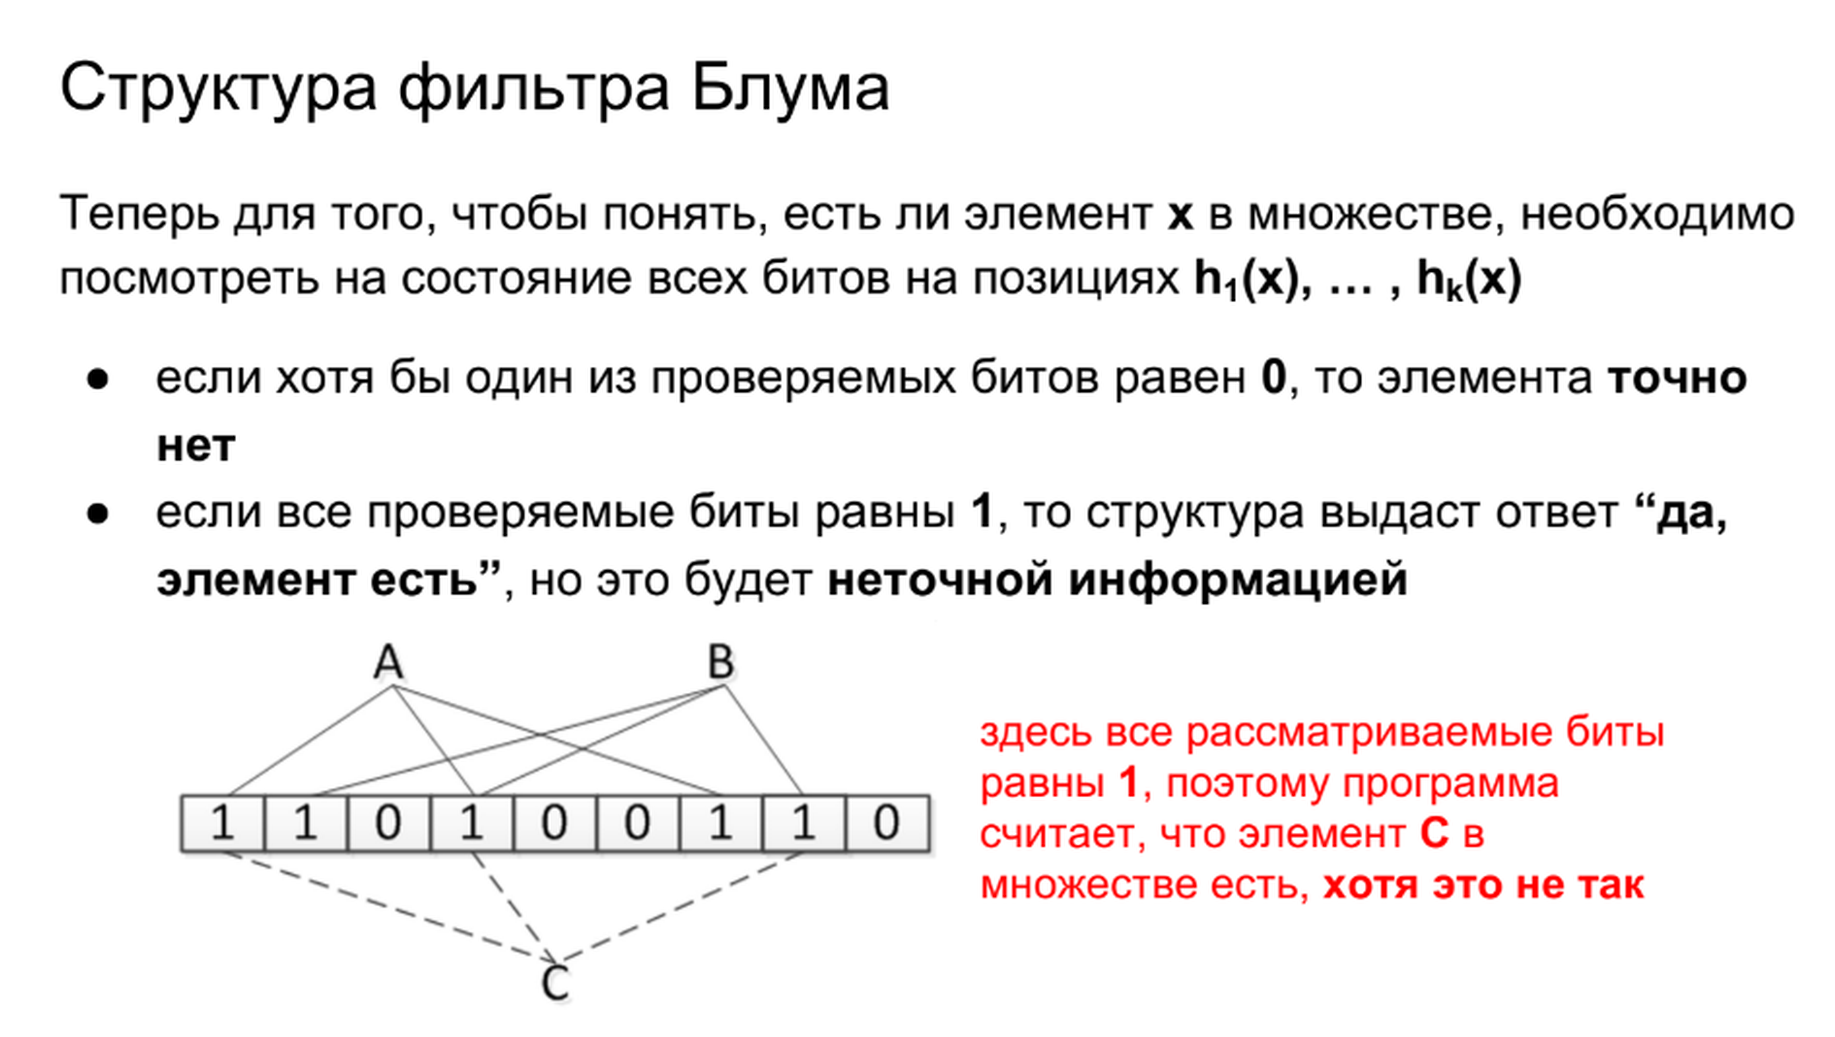 Структура фильтра Блума
Теперь для того, чтобы понять, есть ли элемент x в множестве, необходимо
посмотреть на состояние всех битов на позициях h₁(x), … , hₖ(x)
● если хотя бы один из проверяемых битов равен 0, то элемента точно
нет
● если все проверяемые биты равны 1, то структура выдаст ответ “да,
элемент есть”, но это будет неточной информацией
A B
1 1 0 1 0 0 1 1 0
C
здесь все рассматриваемые биты
равны 1, поэтому программа
считает, что элемент C в
множестве есть, хотя это не так